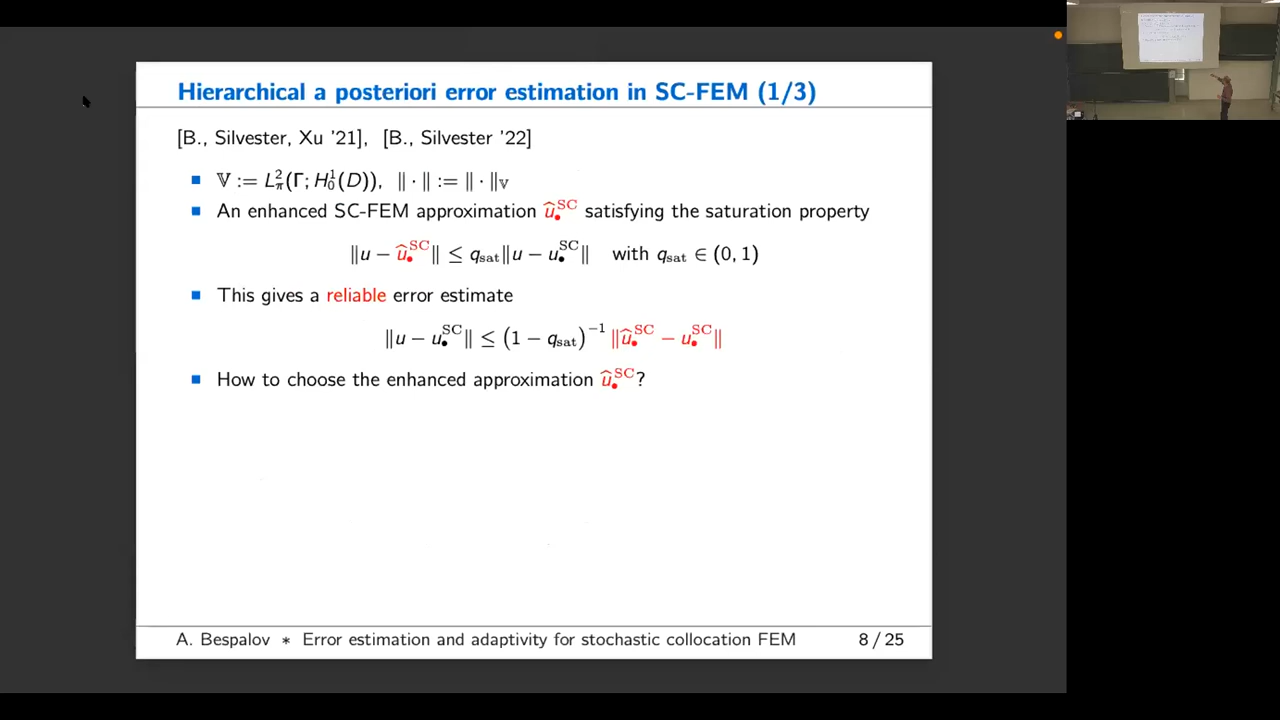 Hierarchical a posteriori error estimation in SC-FEM (1/3)
[B., Silvester, Xu '21], [B., Silvester '22]
■ 𝕍 := L²_π(Γ; H¹₀(D)), ‖ · ‖ := ‖ · ‖_𝕍
■ An enhanced SC-FEM approximation û•^SC satisfying the saturation property
‖u − û•^SC‖ ≤ q_sat‖u − u•^SC‖ with q_sat ∈ (0, 1)
■ This gives a reliable error estimate
‖u − u•^SC‖ ≤ (1 − q_sat)^−1 ‖û•^SC − u•^SC‖
■ How to choose the enhanced approximation û•^SC?
A. Bespalov ∗ Error estimation and adaptivity for stochastic collocation FEM 8 / 25